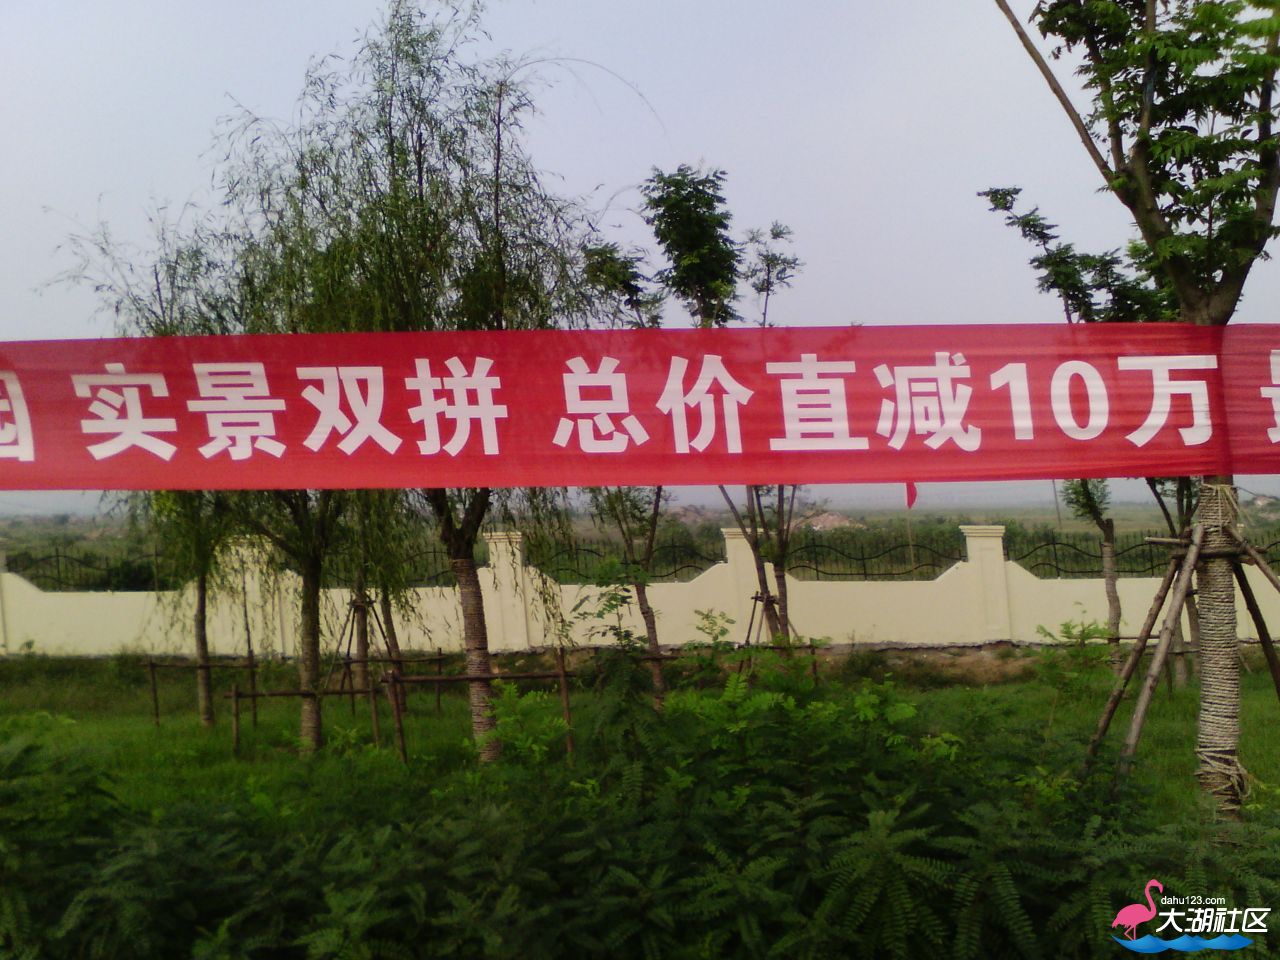 实景双拼 总价直减10万
dahu123.com
大湖社区